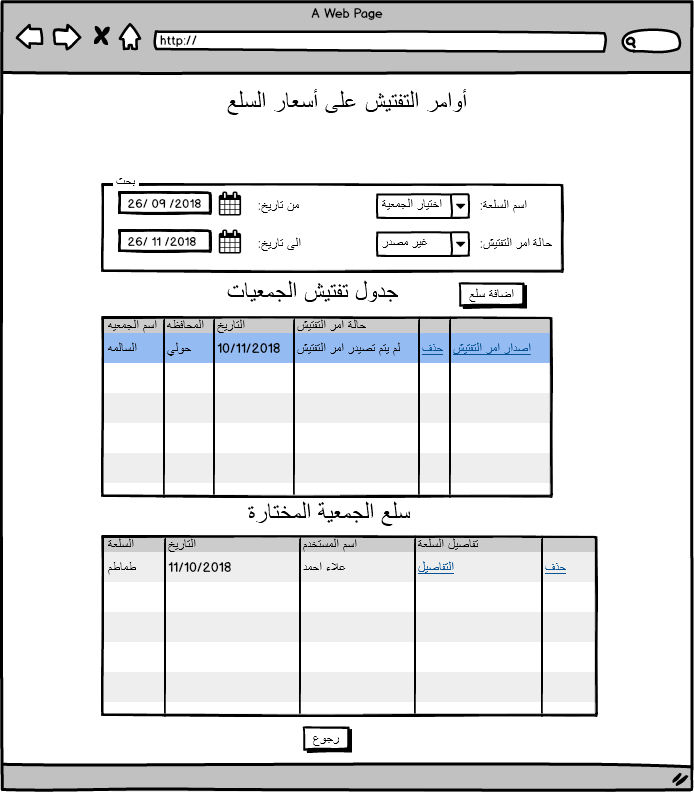 A Web Page
http://
أوامر التفتيش على أسعار السلع
بحث
اسم السلعة: اختيار الجمعية من تاريخ: 26/ 09 /2018
حالة امر التفتيش: غير مصدر الى تاريخ: 26/ 11 /2018
جدول تفتيش الجمعيات
اضافة سلع
اسم الجمعيه المحافظه التاريخ حالة امر التفتيش
السالمه حولي 10/11/2018 لم يتم تصيدر امر التفتيش حذف اصدار امر التفتيش
سلع الجمعية المختارة
السلعة التاريخ اسم المستخدم تفاصيل السلعة
طماطم 11/10/2018 علاء احمد التفاصيل حذف
رجوع